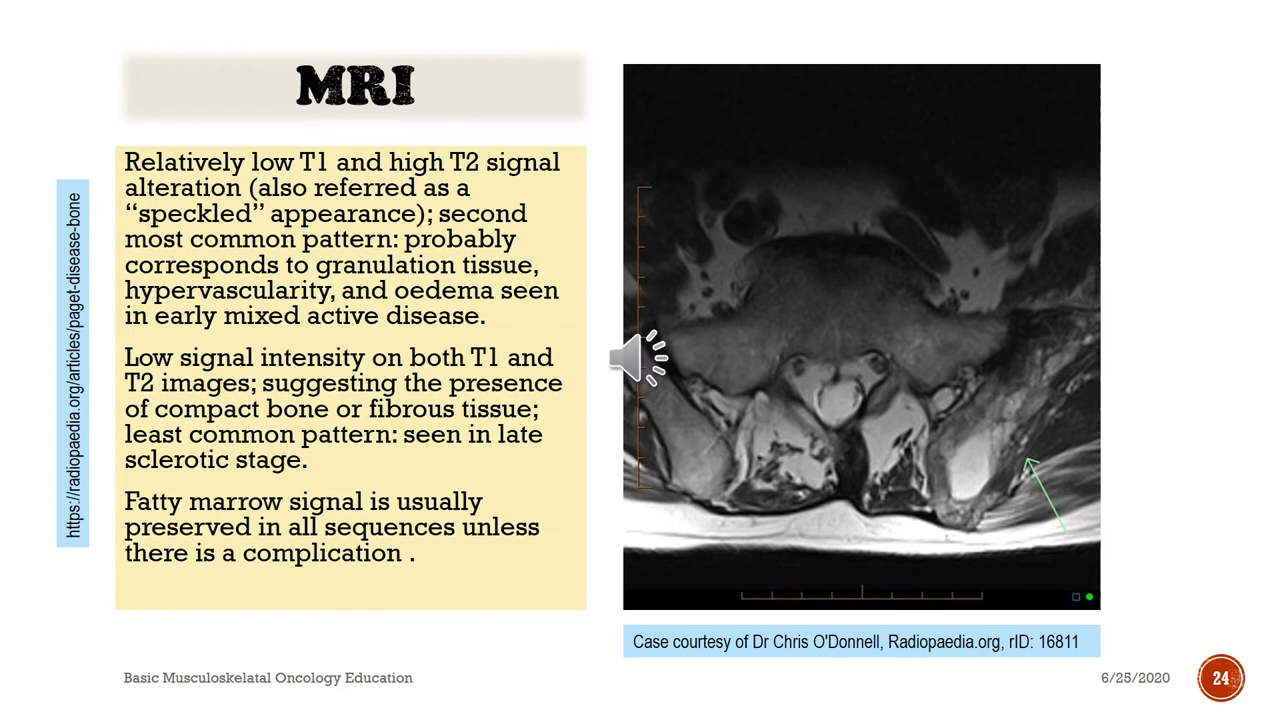 MRI
Relatively low T1 and high T2 signal
alteration (also referred as a
“speckled” appearance); second
most common pattern: probably
corresponds to granulation tissue,
hypervascularity, and oedema seen
in early mixed active disease.
Low signal intensity on both T1 and
T2 images; suggesting the presence
of compact bone or fibrous tissue;
least common pattern: seen in late
sclerotic stage.
Fatty marrow signal is usually
preserved in all sequences unless
there is a complication .
https://radiopaedia.org/articles/paget-disease-bone
Case courtesy of Dr Chris O'Donnell, Radiopaedia.org, rID: 16811
Basic Musculoskelatal Oncology Education
6/25/2020
24